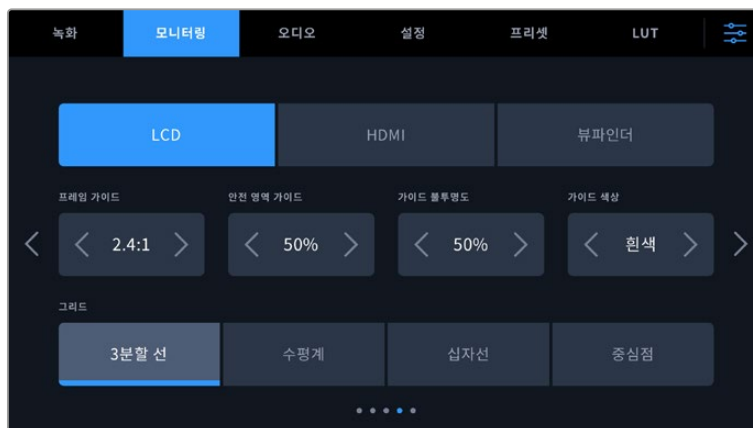 녹화 모니터링 오디오 설정 프리셋 LUT
LCD HDMI 뷰파인더
프레임 가이드 안전 영역 가이드 가이드 불투명도 가이드 색상
2.4:1 50% 50% 흰색
그리드
3분할 선 수평계 십자선 중심점